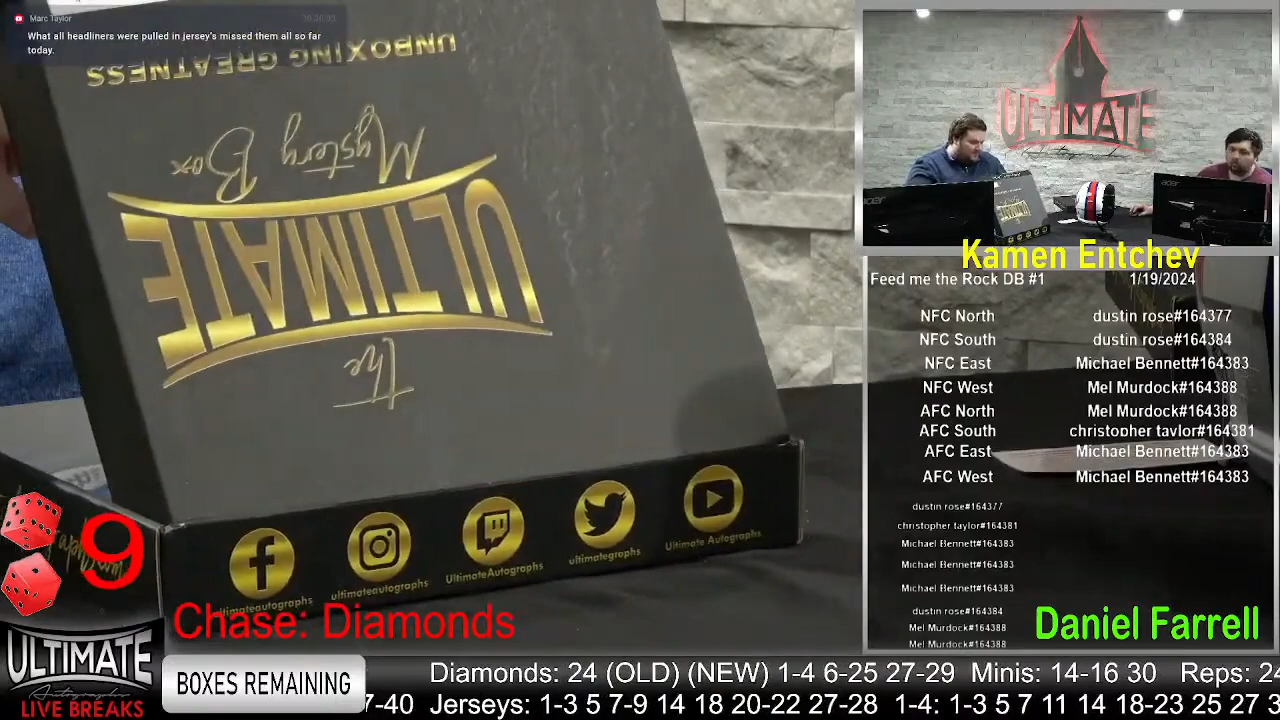 Marc Taylor
What all headliners were pulled in jersey's missed them all so far
today.
UNBOXING GREATNESS
Mystery Box
ULTIMATE
The
ultimateautographs
ultimateautographs
UltimateAutographs
ultimategraphs
Ultimate Autographs
9
Chase: Diamonds
ULTIMATE
Autographs
LIVE BREAKS
BOXES REMAINING
Diamonds: 24 (OLD) (NEW) 1-4 6-25 27-29 Minis: 14-16 30 Reps: 24
7-40 Jerseys: 1-3 5 7-9 14 18 20-22 27-28 1-4: 1-3 5 7 11 14 18-23 25 27 3
ULTIMATE
acer
acer
Kamen Entchev
Feed me the Rock DB #1 1/19/2024
NFC North dustin rose#164377
NFC South dustin rose#164384
NFC East Michael Bennett#164383
NFC West Mel Murdock#164388
AFC North Mel Murdock#164388
AFC South christopher taylor#164381
AFC East Michael Bennett#164383
AFC West Michael Bennett#164383
dustin rose#164377
christopher taylor#164381
Michael Bennett#164383
Michael Bennett#164383
Michael Bennett#164383
dustin rose#164384
Mel Murdock#164388
Mel Murdock#164388
Daniel Farrell